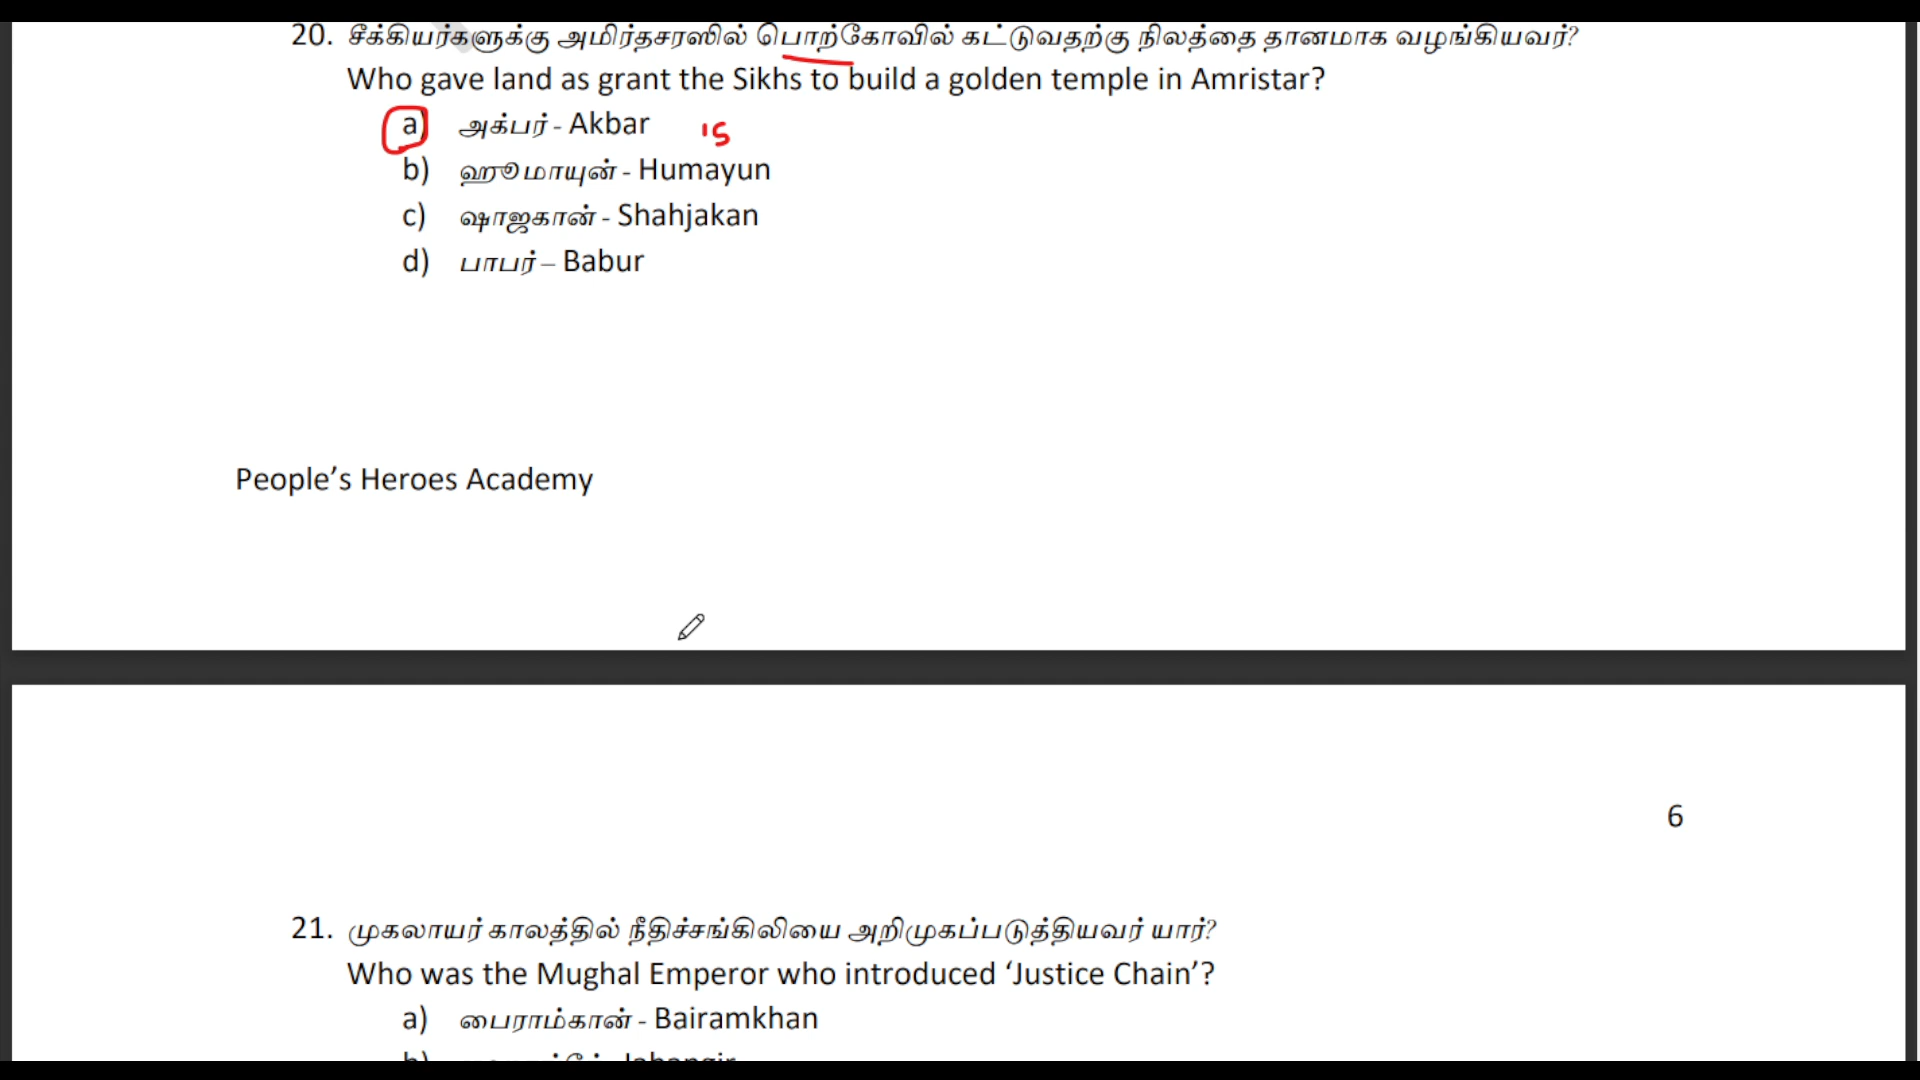 20. சீக்கியர்களுக்கு அமிர்தசரஸில் பொற்கோவில் கட்டுவதற்கு நிலத்தை தானமாக வழங்கியவர்?
Who gave land as grant the Sikhs to build a golden temple in Amristar?
a) அக்பர் - Akbar 15
b) ஹூமாயுன் - Humayun
c) ஷாஜகான் - Shahjakan
d) பாபர் – Babur
People’s Heroes Academy
6
21. முகலாயர் காலத்தில் நீதிச்சங்கிலியை அறிமுகப்படுத்தியவர் யார்?
Who was the Mughal Emperor who introduced ‘Justice Chain’?
a) பைராம்கான் - Bairamkhan
b) - Jahangir